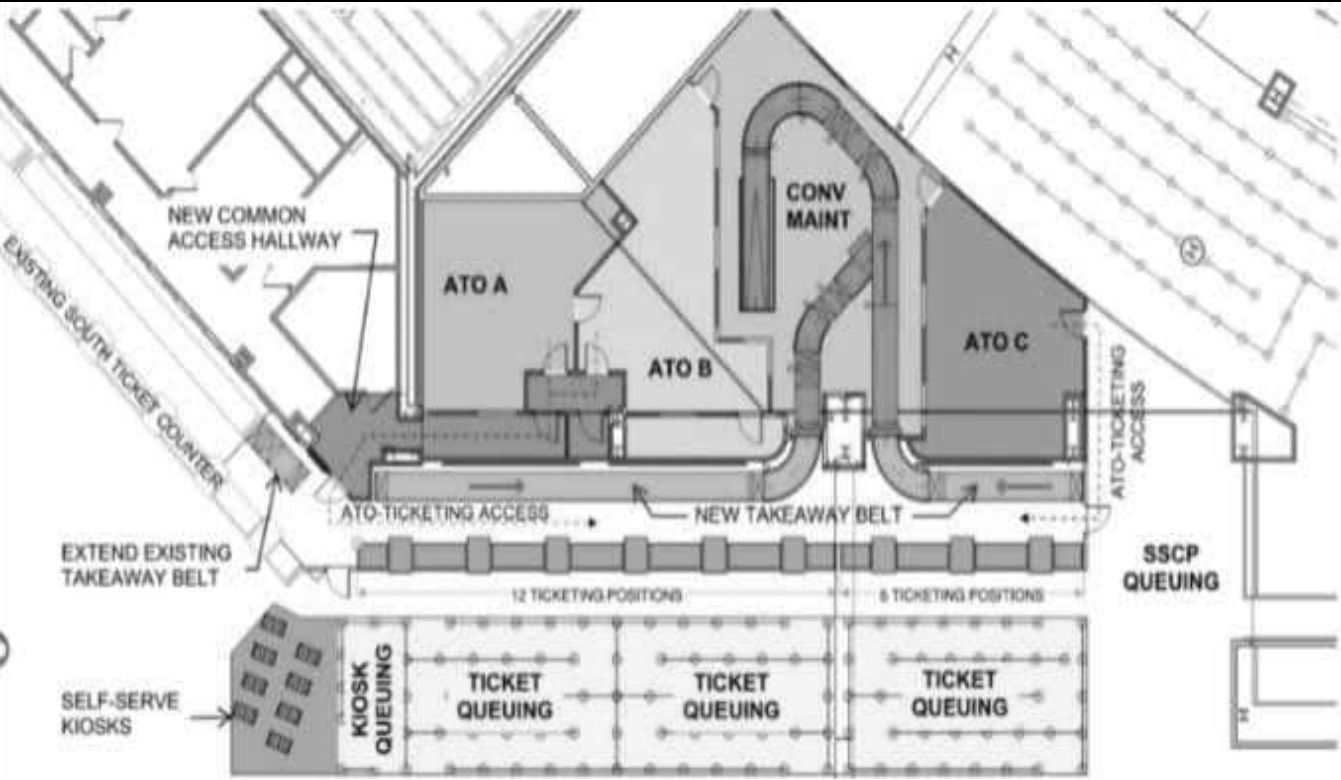 NEW COMMON
ACCESS HALLWAY
EXISTING SOUTH TICKET COUNTER
ATO A
ATO B
CONV
MAINT
ATO C
ATO-TICKETING
ACCESS
ATO-TICKETING ACCESS
NEW TAKEAWAY BELT
EXTEND EXISTING
TAKEAWAY BELT
SSCP
QUEUING
12 TICKETING POSITIONS
6 TICKETING POSITIONS
SELF-SERVE
KIOSKS
KIOSK
QUEUING
TICKET
QUEUING
TICKET
QUEUING
TICKET
QUEUING